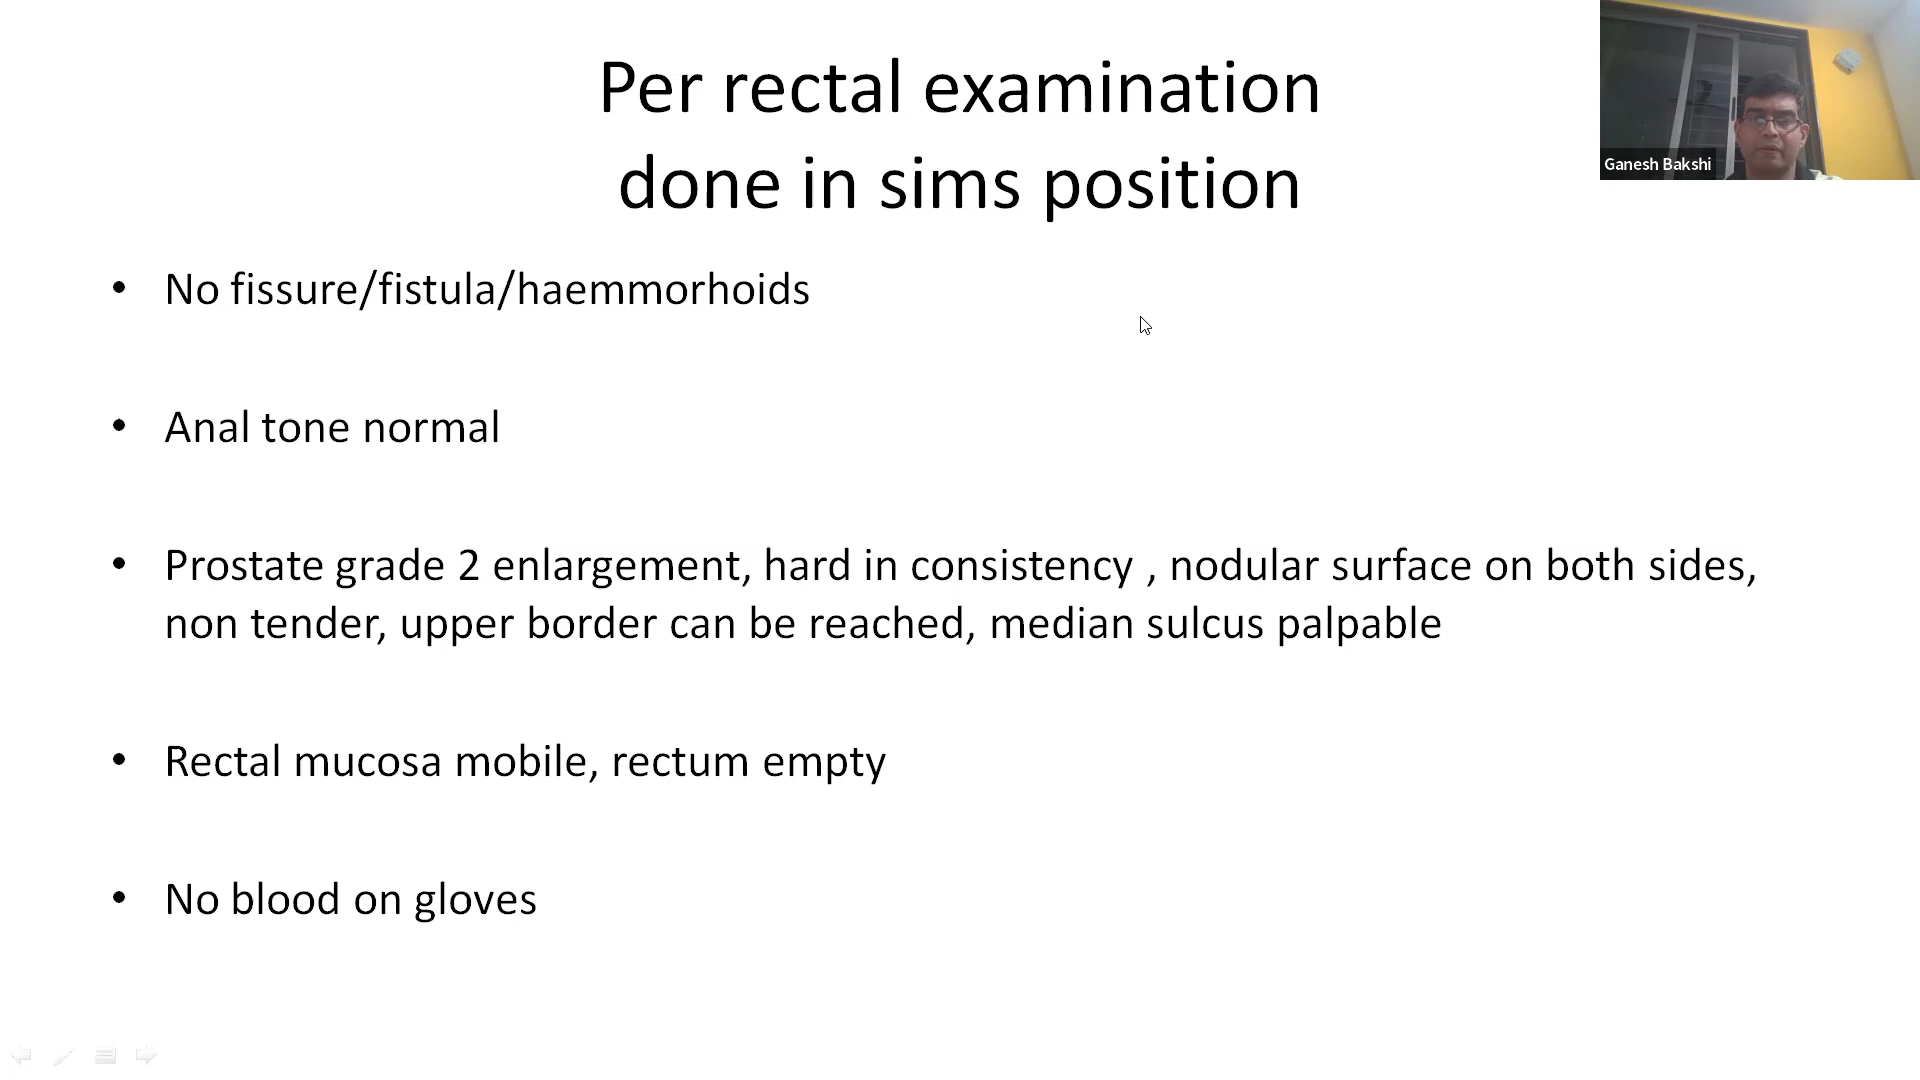 Per rectal examination
done in sims position
Ganesh Bakshi
• No fissure/fistula/haemmorhoids
• Anal tone normal
• Prostate grade 2 enlargement, hard in consistency , nodular surface on both sides,
non tender, upper border can be reached, median sulcus palpable
• Rectal mucosa mobile, rectum empty
• No blood on gloves